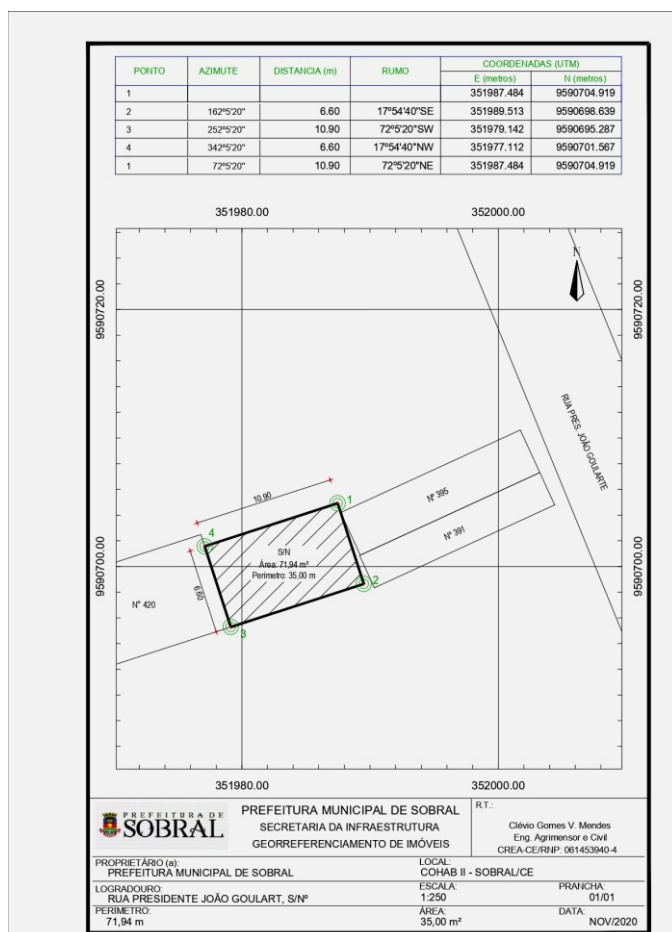 PONTO AZIMUTE DISTANCIA (m) RUMO COORDENADAS (UTM)
E (metros) N (metros)
1 351987.484 9590704.919
2 162°5'20" 6.60 17°54'40"SE 351989.513 9590698.639
3 252°5'20" 10.90 72°5'20"SW 351979.142 9590695.287
4 342°5'20" 6.60 17°54'40"NW 351977.112 9590701.567
1 72°5'20" 10.90 72°5'20"NE 351987.484 9590704.919
351980.00 352000.00
N
9590720.00 9590720.00
RUA PRES. JOÃO GOULARTE
10.90
1
Nº 395
4
Nº 391
S/N
Área: 71,94 m²
Perimetro: 35,00 m
9590700.00 9590700.00
2
6.60
N° 420
3
351980.00 352000.00
PREFEITURA DE
SOBRAL
PREFEITURA MUNICIPAL DE SOBRAL
SECRETARIA DA INFRAESTRUTURA
GEORREFERENCIAMENTO DE IMÓVEIS
R.T.:
Clévio Gomes V. Mendes
Eng. Agrimensor e Civil
CREA-CE/RNP: 061453940-4
PROPRIETÁRIO (a):
PREFEITURA MUNICIPAL DE SOBRAL
LOCAL:
COHAB II - SOBRAL/CE
LOGRADOURO:
RUA PRESIDENTE JOÃO GOULART, S/Nº
ESCALA:
1:250
PRANCHA:
01/01
PERÍMETRO:
71,94 m
ÁREA:
35,00 m²
DATA:
NOV/2020